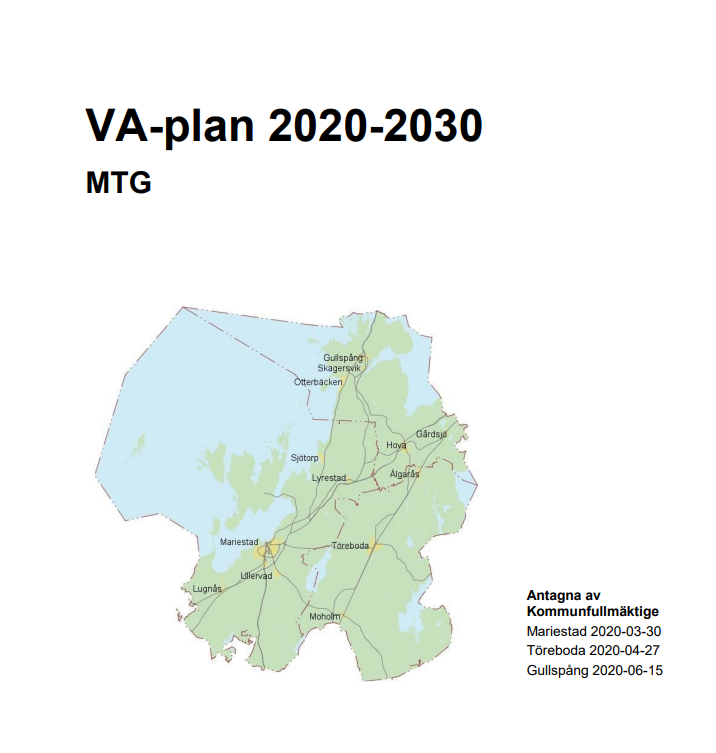 VA-plan 2020-2030
MTG
Gullspång
Skagersvik
Otterbäcken
Gårdsjö
Hova
Sjötorp
Lyrestad
Älgarås
Mariestad
Töreboda
Ullervad
Lugnås
Moholm
Antagna av
Kommunfullmäktige
Mariestad 2020-03-30
Töreboda 2020-04-27
Gullspång 2020-06-15